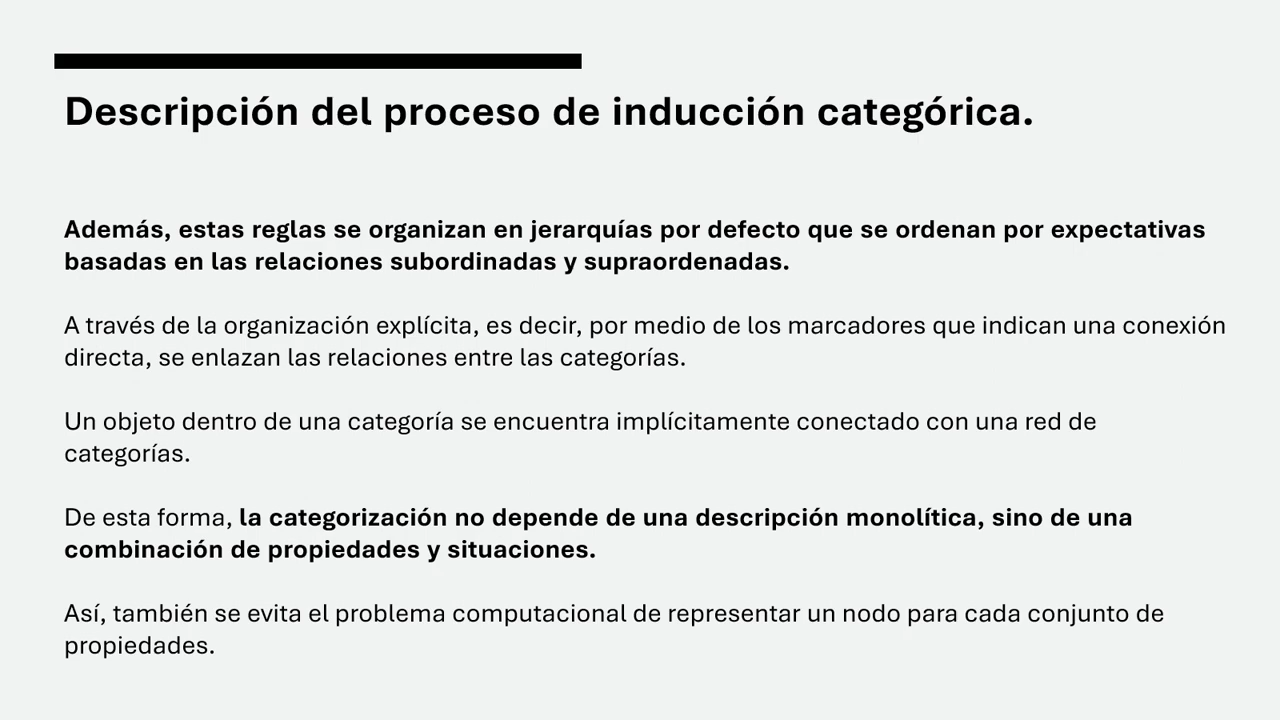 Descripción del proceso de inducción categórica.
Además, estas reglas se organizan en jerarquías por defecto que se ordenan por expectativas
basadas en las relaciones subordinadas y supraordenadas.
A través de la organización explícita, es decir, por medio de los marcadores que indican una conexión
directa, se enlazan las relaciones entre las categorías.
Un objeto dentro de una categoría se encuentra implícitamente conectado con una red de
categorías.
De esta forma, la categorización no depende de una descripción monolítica, sino de una
combinación de propiedades y situaciones.
Así, también se evita el problema computacional de representar un nodo para cada conjunto de
propiedades.